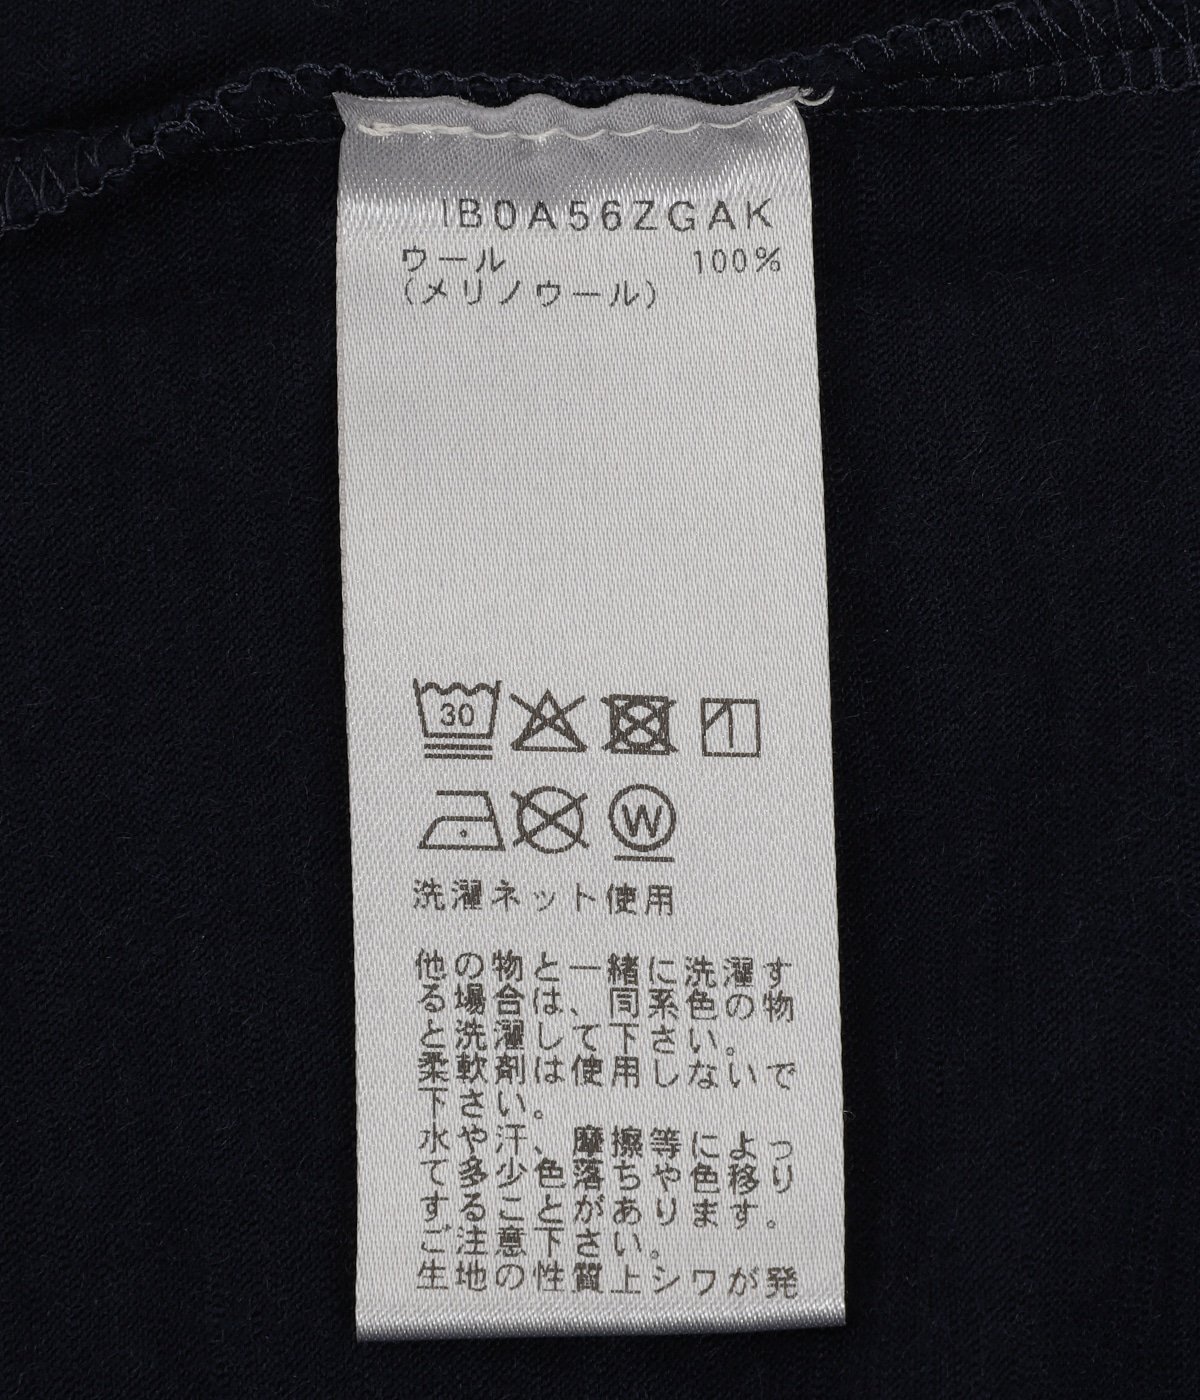 IB0A56ZGAK
ウール 100%
(メリノウール)
30
W
洗濯ネット使用
他の物と一緒に洗濯す
る場合は、同系色の物
と洗濯して下さい。
柔軟剤は使用しないで
下さい。
水や汗、摩擦等によっ
て多少色落ちや色移り
することがあります。
ご注意下さい。
生地の性質上シワが発